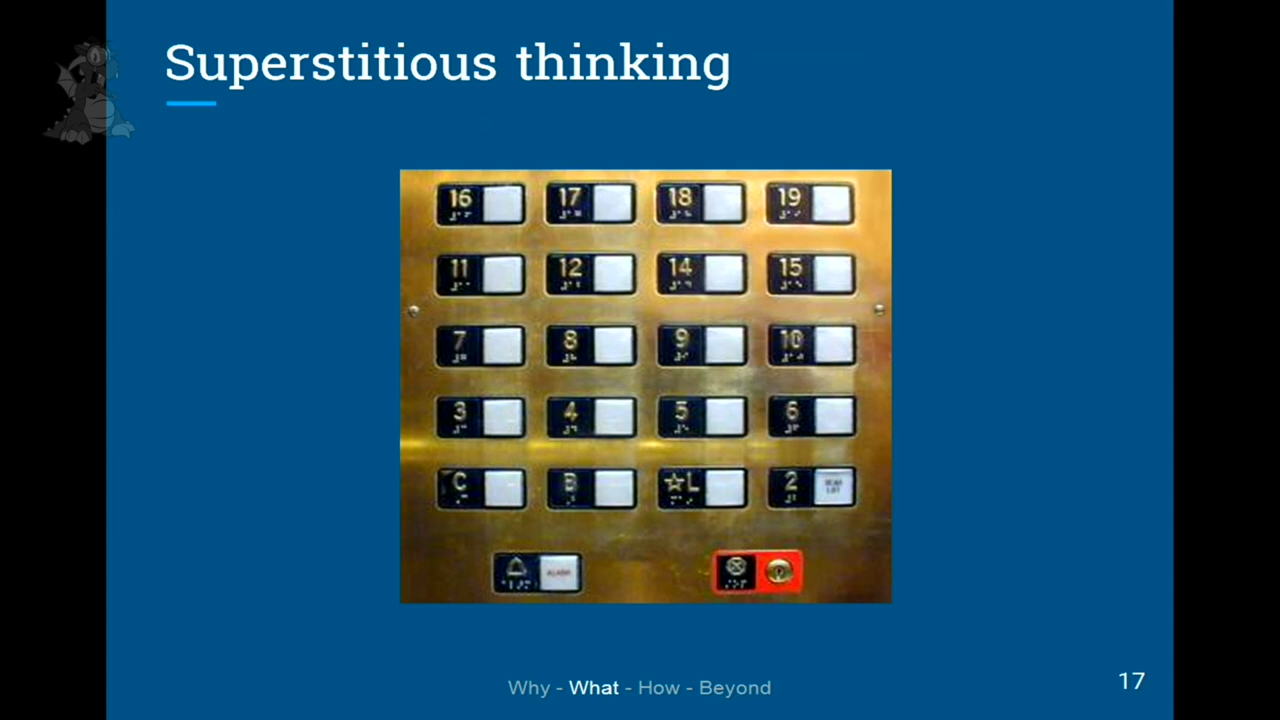 Superstitious thinking
16 17 18 19
11 12 14 15
7 8 9 10
3 4 5 6
C B ☆L 2
ALARM
Why - What - How - Beyond
17